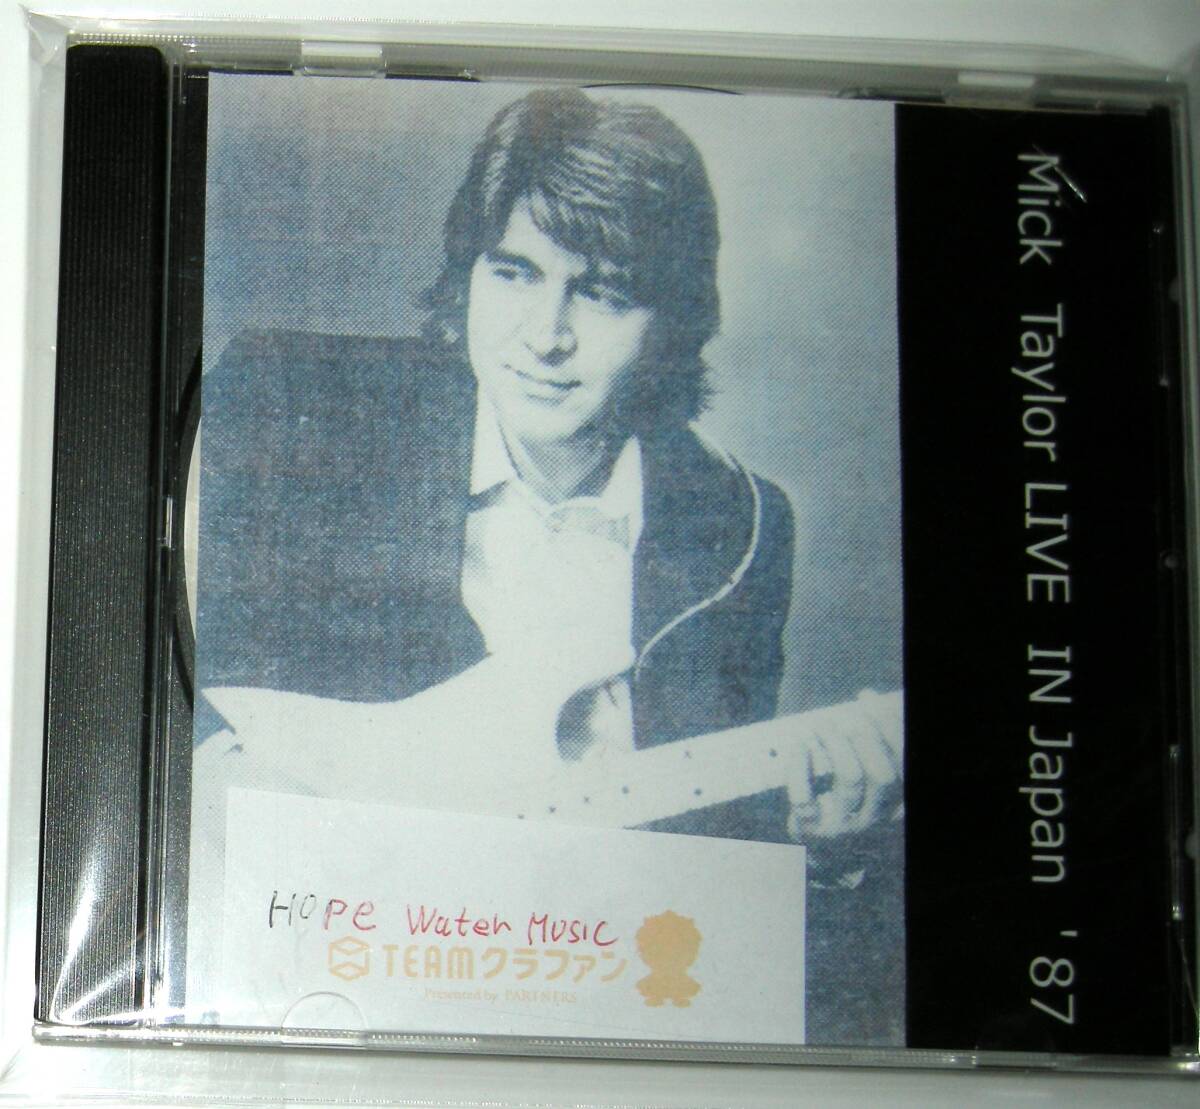 Mick Taylor LIVE IN Japan '87
HOPE Water MUSIC
TEAMクラファン
Presented by PARTNERS